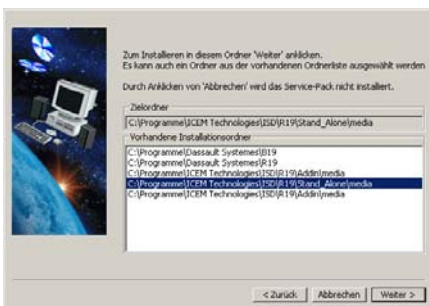 Zum Installieren in diesem Ordner 'Weiter' anklicken.
Es kann auch ein Ordner aus der vorhandenen Ordnerliste ausgewählt werden
Durch Anklicken von 'Abbrechen' wird das Service-Pack nicht installiert.
Zielordner
C:\Programme\ICEM Technologies\ISD\R19\Stand_Alone\media
Vorhandene Installationsordner
C:\Programme\Dassault Systemes\B19
C:\Programme\Dassault Systemes\R19
C:\Programme\ICEM Technologies\ISD\R19\Addin\media
C:\Programme\ICEM Technologies\ISD\R19\Stand_Alone\media
C:\Programme\ICEM Technologies\ISD\R19\Addin\media
< Zurück Abbrechen Weiter >